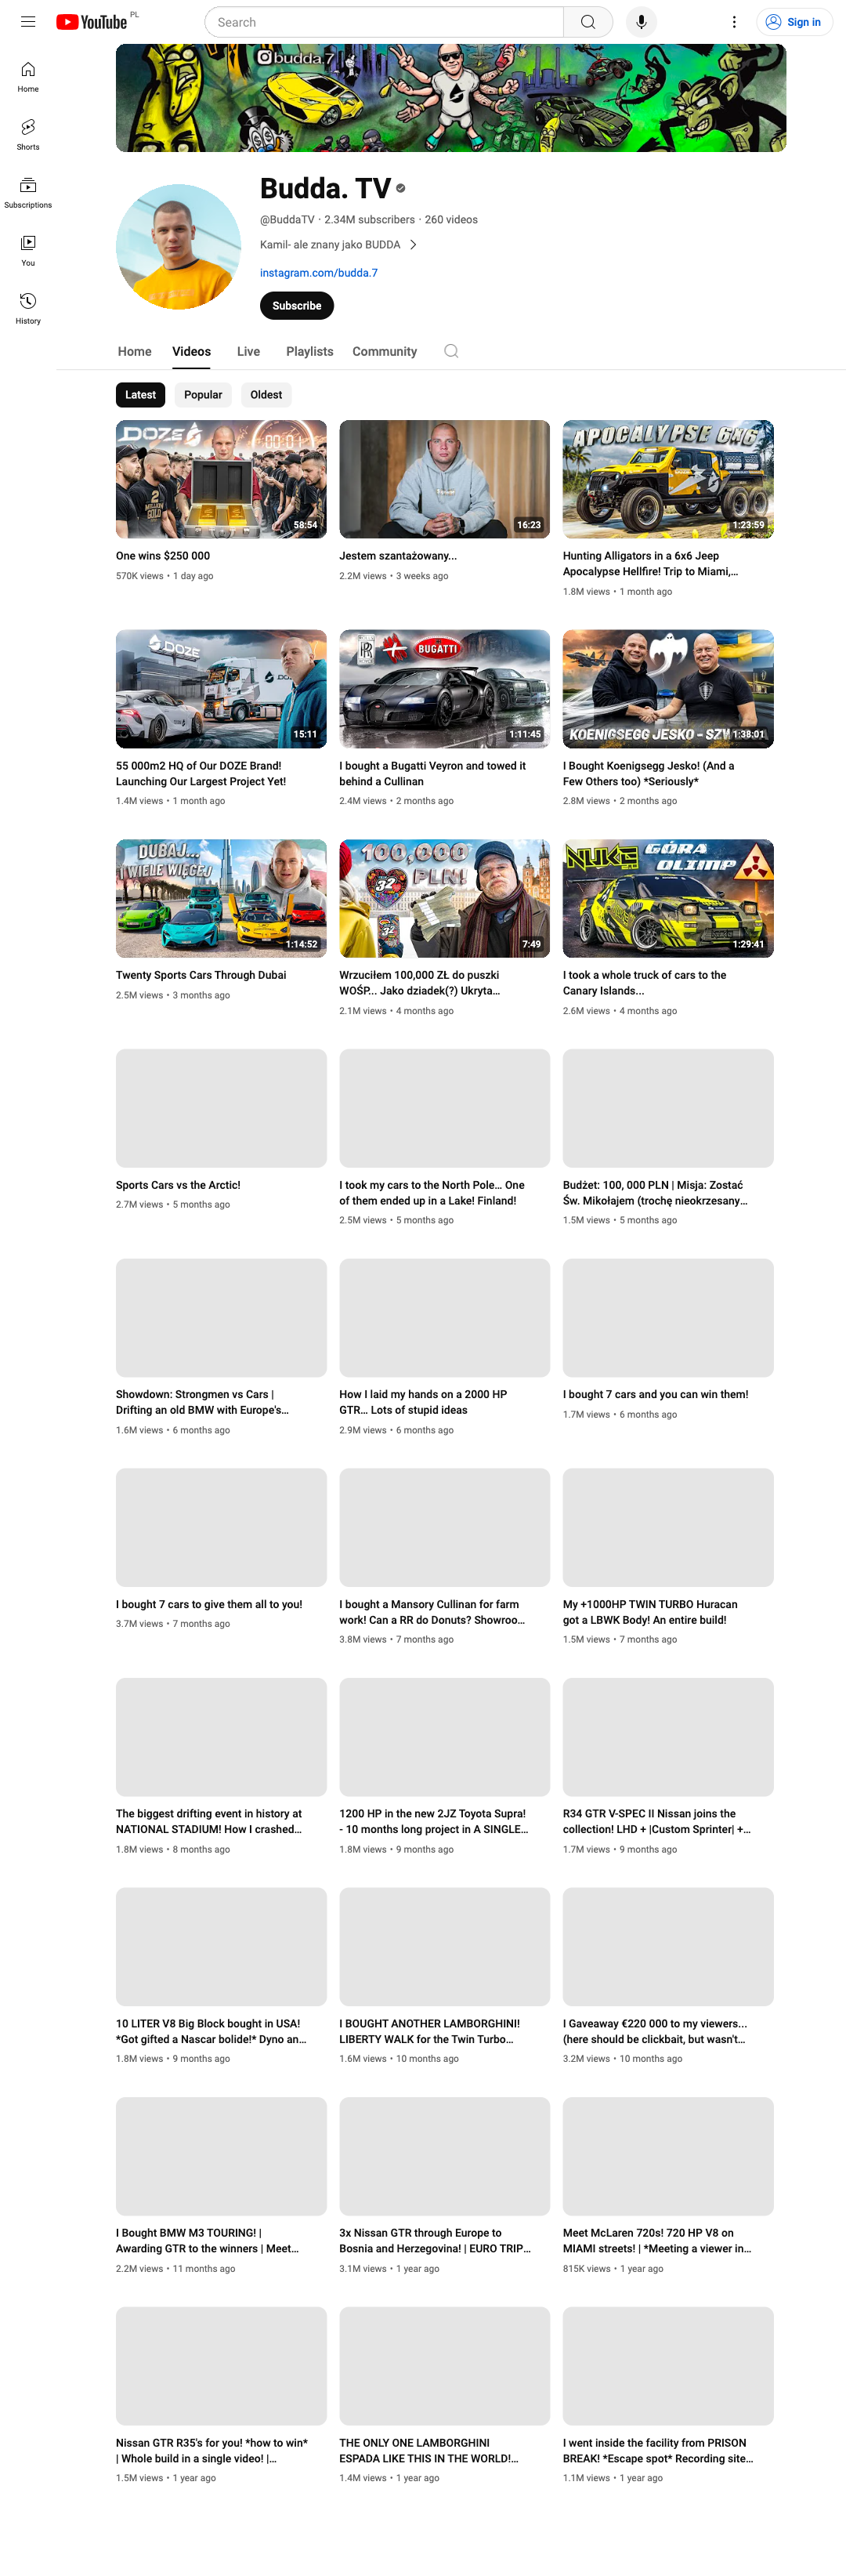 YouTube PL
Search
Sign in
Home
Shorts
Subscriptions
You
History
budda.7
Budda. TV
@BuddaTV · 2.34M subscribers · 260 videos
Kamil- ale znany jako BUDDA
instagram.com/budda.7
Subscribe
Home Videos Live Playlists Community
Latest Popular Oldest
DOZE
00:01
2
58:54
16:23
APOCALYPSE 6X6
1:23:59
One wins $250 000
570K views • 1 day ago
Jestem szantażowany...
2.2M views • 3 weeks ago
Hunting Alligators in a 6x6 Jeep
Apocalypse Hellfire! Trip to Miami,...
1.8M views • 1 month ago
DOZE
15:11
RR
BUGATTI
1:11:45
KOENIGSEGG JESKO - SZW
1:38:01
55 000m2 HQ of Our DOZE Brand!
Launching Our Largest Project Yet!
1.4M views • 1 month ago
I bought a Bugatti Veyron and towed it
behind a Cullinan
2.4M views • 2 months ago
I Bought Koenigsegg Jesko! (And a
Few Others too) *Seriously*
2.8M views • 2 months ago
DUBAJ...
I WIELE WIĘCEJ
1:14:52
100,000
PLN!
32
32
7:49
NUKE
GÓRA
OLIMP
1:29:41
Twenty Sports Cars Through Dubai
2.5M views • 3 months ago
Wrzuciłem 100,000 ZŁ do puszki
WOŚP... Jako dziadek(?) Ukryta...
2.1M views • 4 months ago
I took a whole truck of cars to the
Canary Islands...
2.6M views • 4 months ago
Sports Cars vs the Arctic!
2.7M views • 5 months ago
I took my cars to the North Pole... One
of them ended up in a Lake! Finland!
2.5M views • 5 months ago
Budżet: 100, 000 PLN | Misja: Zostać
Św. Mikołajem (trochę nieokrzesany...
1.5M views • 5 months ago
Showdown: Strongmen vs Cars |
Drifting an old BMW with Europe's...
1.6M views • 6 months ago
How I laid my hands on a 2000 HP
GTR... Lots of stupid ideas
2.9M views • 6 months ago
I bought 7 cars and you can win them!
1.7M views • 6 months ago
I bought 7 cars to give them all to you!
3.7M views • 7 months ago
I bought a Mansory Cullinan for farm
work! Can a RR do Donuts? Showroo...
3.8M views • 7 months ago
My +1000HP TWIN TURBO Huracan
got a LBWK Body! An entire build!
1.5M views • 7 months ago
The biggest drifting event in history at
NATIONAL STADIUM! How I crashed...
1.8M views • 8 months ago
1200 HP in the new 2JZ Toyota Supra!
- 10 months long project in A SINGLE...
1.8M views • 9 months ago
R34 GTR V-SPEC II Nissan joins the
collection! LHD + |Custom Sprinter| +...
1.7M views • 9 months ago
10 LITER V8 Big Block bought in USA!
*Got gifted a Nascar bolide!* Dyno an...
1.8M views • 9 months ago
I BOUGHT ANOTHER LAMBORGHINI!
LIBERTY WALK for the Twin Turbo...
1.6M views • 10 months ago
I Gaveaway €220 000 to my viewers...
(here should be clickbait, but wasn't...
3.2M views • 10 months ago
I Bought BMW M3 TOURING! |
Awarding GTR to the winners | Meet...
2.2M views • 11 months ago
3x Nissan GTR through Europe to
Bosnia and Herzegovina! | EURO TRIP...
3.1M views • 1 year ago
Meet McLaren 720s! 720 HP V8 on
MIAMI streets! | *Meeting a viewer in...
815K views • 1 year ago
Nissan GTR R35's for you! *how to win*
| Whole build in a single video! |...
1.5M views • 1 year ago
THE ONLY ONE LAMBORGHINI
ESPADA LIKE THIS IN THE WORLD!...
1.4M views • 1 year ago
I went inside the facility from PRISON
BREAK! *Escape spot* Recording site...
1.1M views • 1 year ago